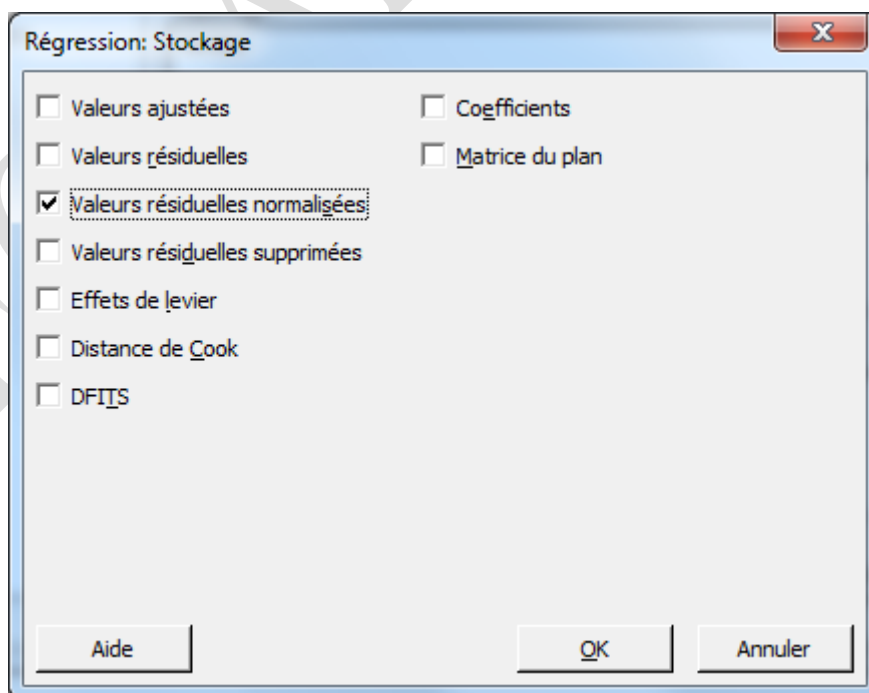 Régression: Stockage
Valeurs ajustées
Valeurs résiduelles
Valeurs résiduelles normalisées
Valeurs résiduelles supprimées
Effets de levier
Distance de Cook
DFITS
Coefficients
Matrice du plan
Aide
OK
Annuler